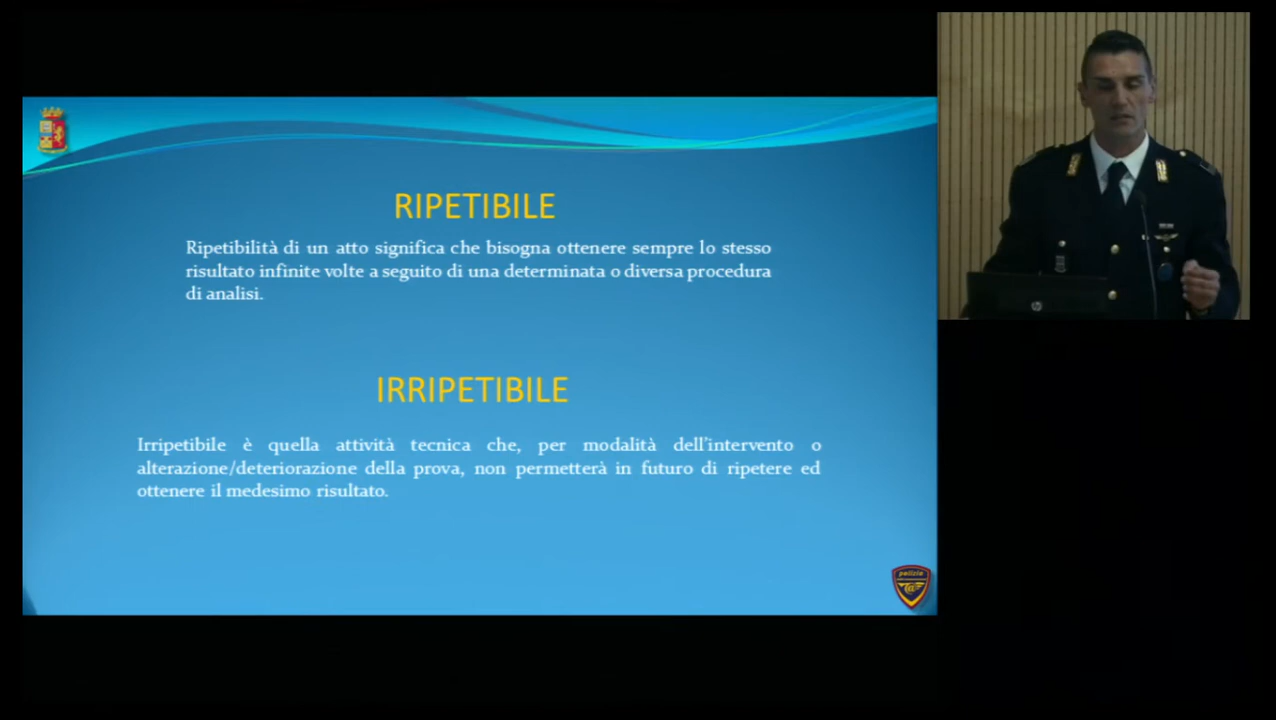 RIPETIBILE
Ripetibilità di un atto significa che bisogna ottenere sempre lo stesso
risultato infinite volte a seguito di una determinata o diversa procedura
di analisi.
IRRIPETIBILE
Irripetibile è quella attività tecnica che, per modalità dell'intervento o
alterazione/deteriorazione della prova, non permetterà in futuro di ripetere ed
ottenere il medesimo risultato.
polizia
hp